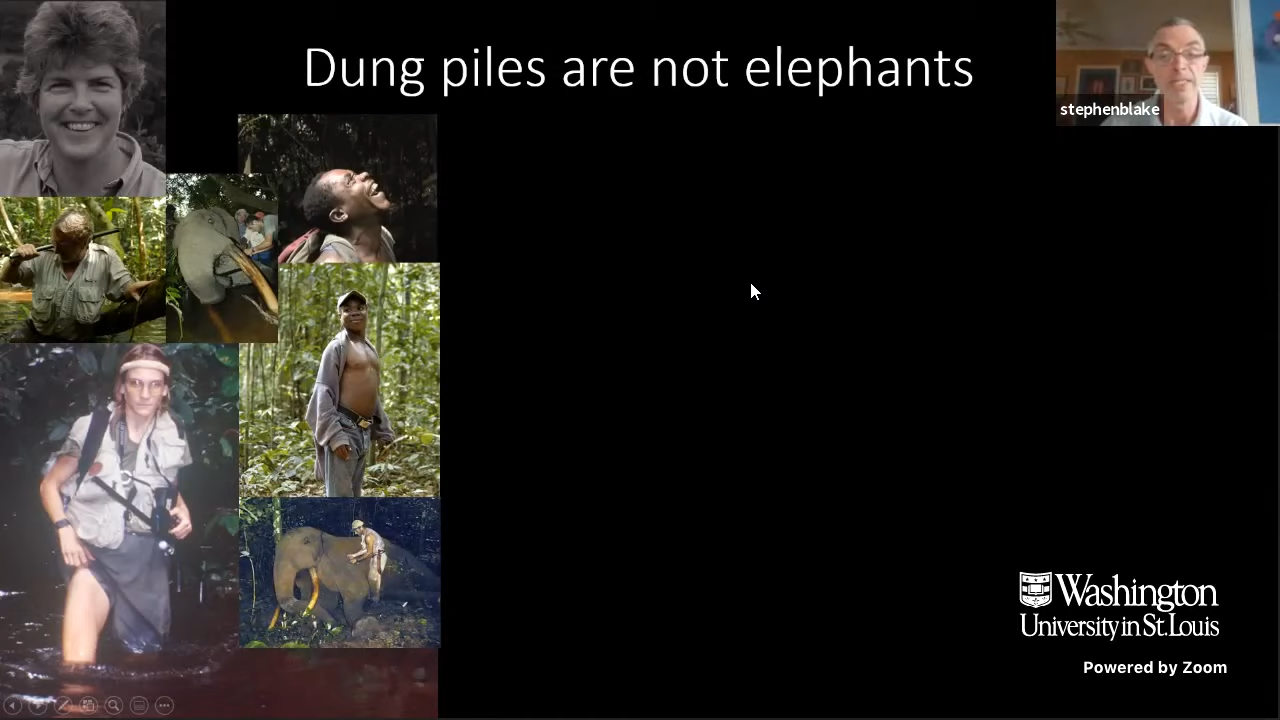 Dung piles are not elephants
stephenblake
Washington
University in St. Louis
Powered by Zoom